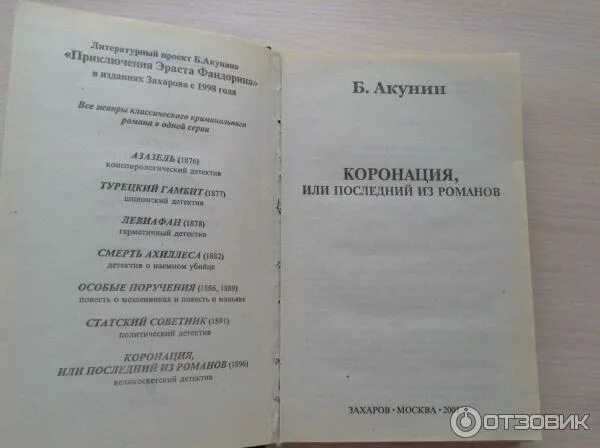 Литературный проект Б.Акунина
«Приключения Эраста Фандорина»
в изданиях Захарова с 1998 года
Все жанры классического криминального
романа в одной серии
АЗАЗЕЛЬ (1876)
конспирологический детектив
ТУРЕЦКИЙ ГАМБИТ (1877)
шпионский детектив
ЛЕВИАФАН (1878)
герметичный детектив
СМЕРТЬ АХИЛЛЕСА (1882)
детектив о наемном убийце
ОСОБЫЕ ПОРУЧЕНИЯ (1886, 1889)
повесть о мошенниках и повесть о маньяке
СТАТСКИЙ СОВЕТНИК (1891)
политический детектив
КОРОНАЦИЯ,
ИЛИ ПОСЛЕДНИЙ ИЗ РОМАНОВ (1896)
великосветский детектив
Б. Акунин
КОРОНАЦИЯ,
ИЛИ ПОСЛЕДНИЙ ИЗ РОМАНОВ
ЗАХАРОВ • МОСКВА • 2001
ОТЗОВИК